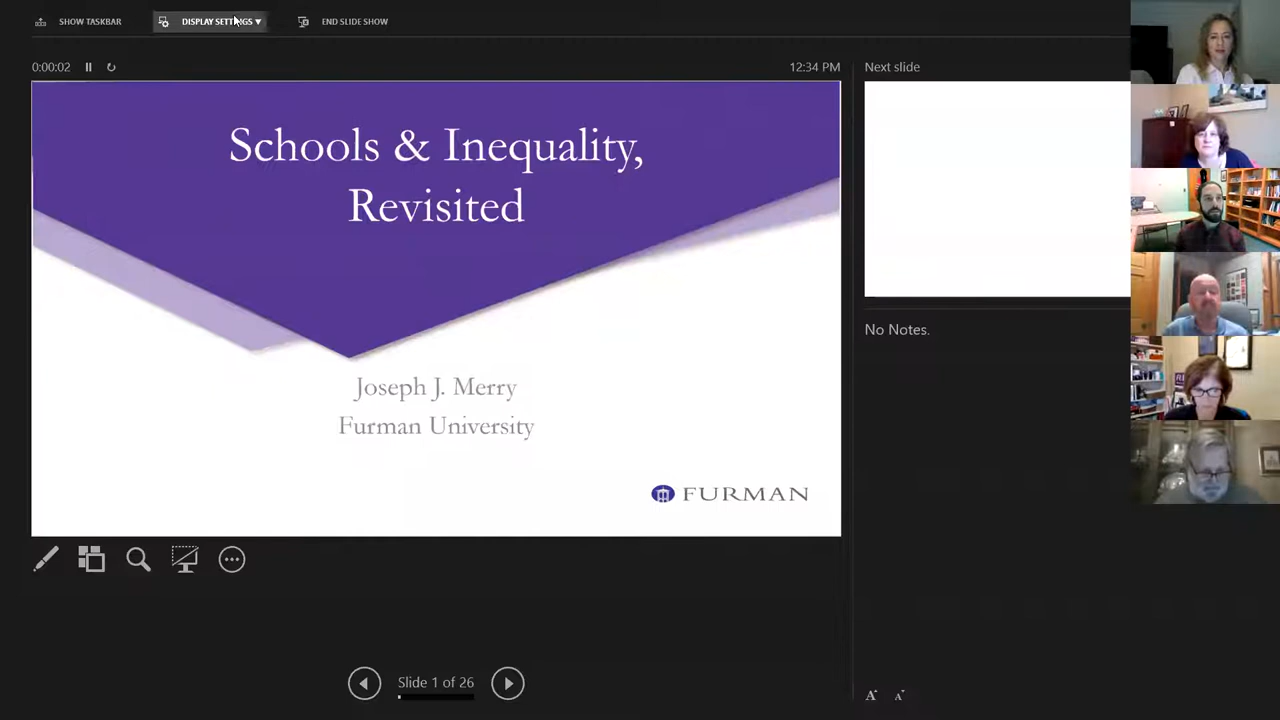 SHOW TASKBAR
DISPLAY SETTINGS ▾
END SLIDE SHOW
0:00:02
12:34 PM
Next slide
Schools & Inequality,
Revisited
Joseph J. Merry
Furman University
FURMAN
No Notes.
Slide 1 of 26
A A